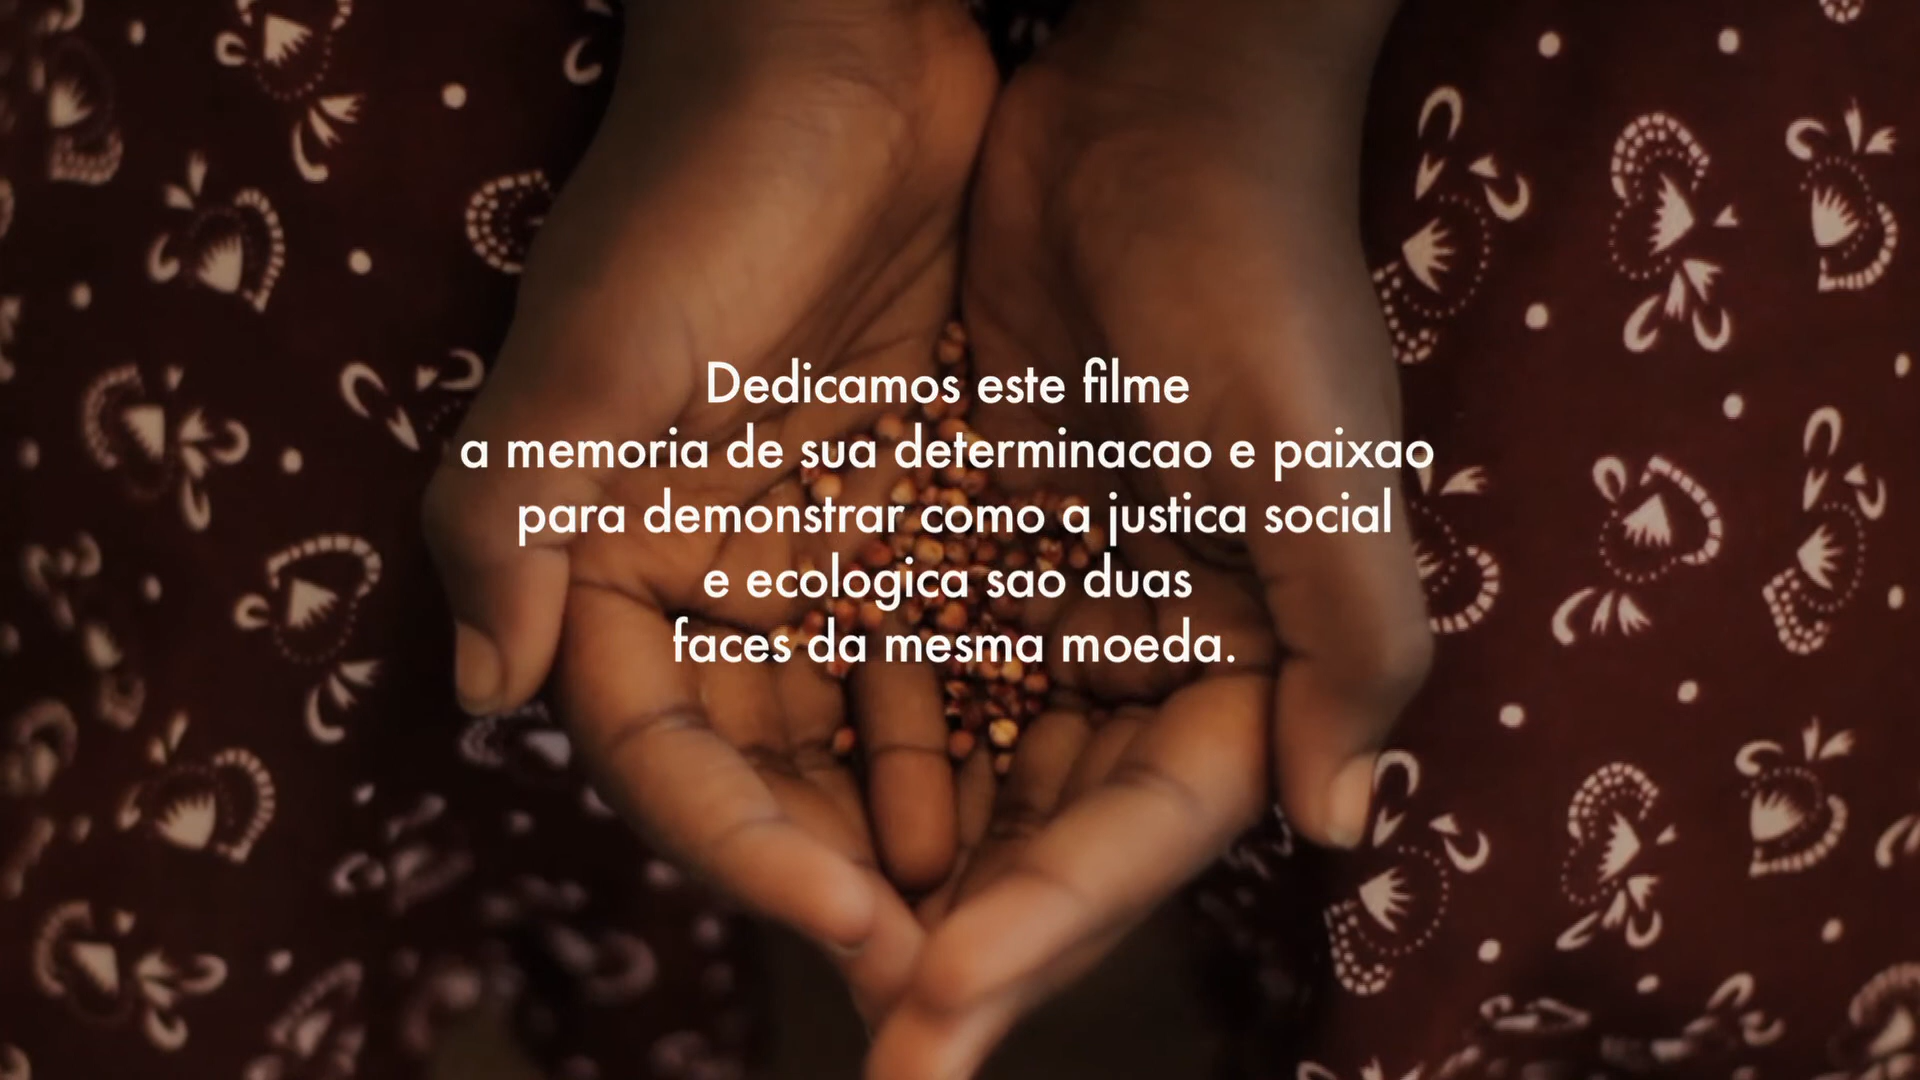 Dedicamos este filme
a memoria de sua determinacao e paixao
para demonstrar como a justica social
e ecologica sao duas
faces da mesma moeda.